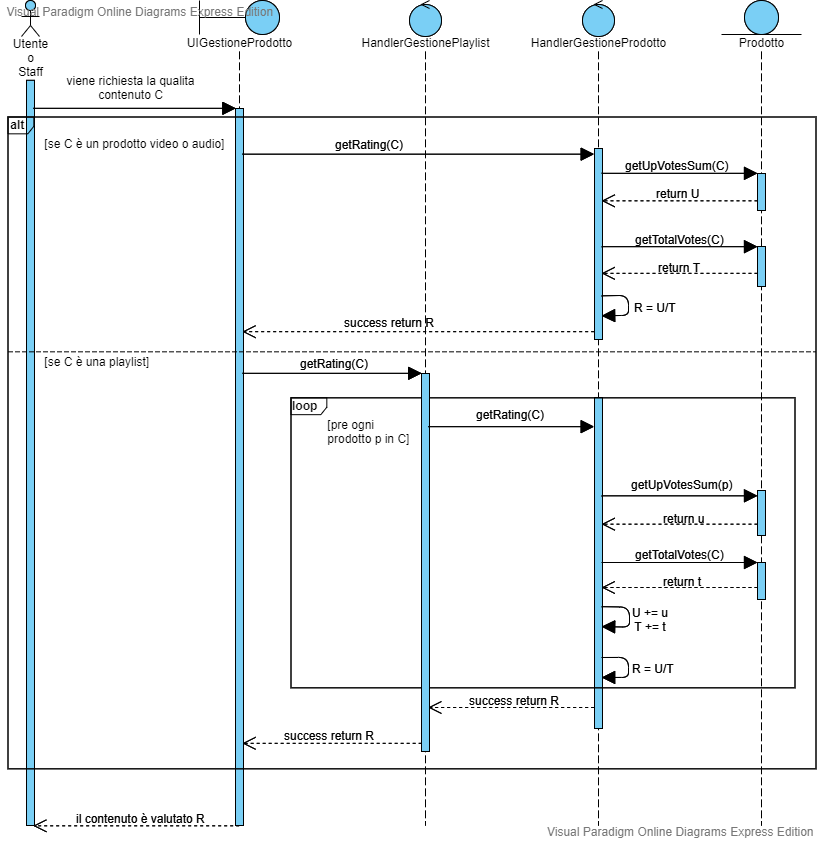 Visual Paradigm Online Diagrams Express Edition
Utente
o
Staff
UIGestioneProdotto
HandlerGestionePlaylist
HandlerGestioneProdotto
Prodotto
viene richiesta la qualita
contenuto C
alt
[se C è un prodotto video o audio]
getRating(C)
getUpVotesSum(C)
return U
getTotalVotes(C)
return T
R = U/T
success return R
[se C è una playlist]
getRating(C)
loop
[pre ogni
prodotto p in C]
getRating(C)
getUpVotesSum(p)
return u
getTotalVotes(C)
return t
U += u
T += t
R = U/T
success return R
success return R
il contenuto è valutato R
Visual Paradigm Online Diagrams Express Edition